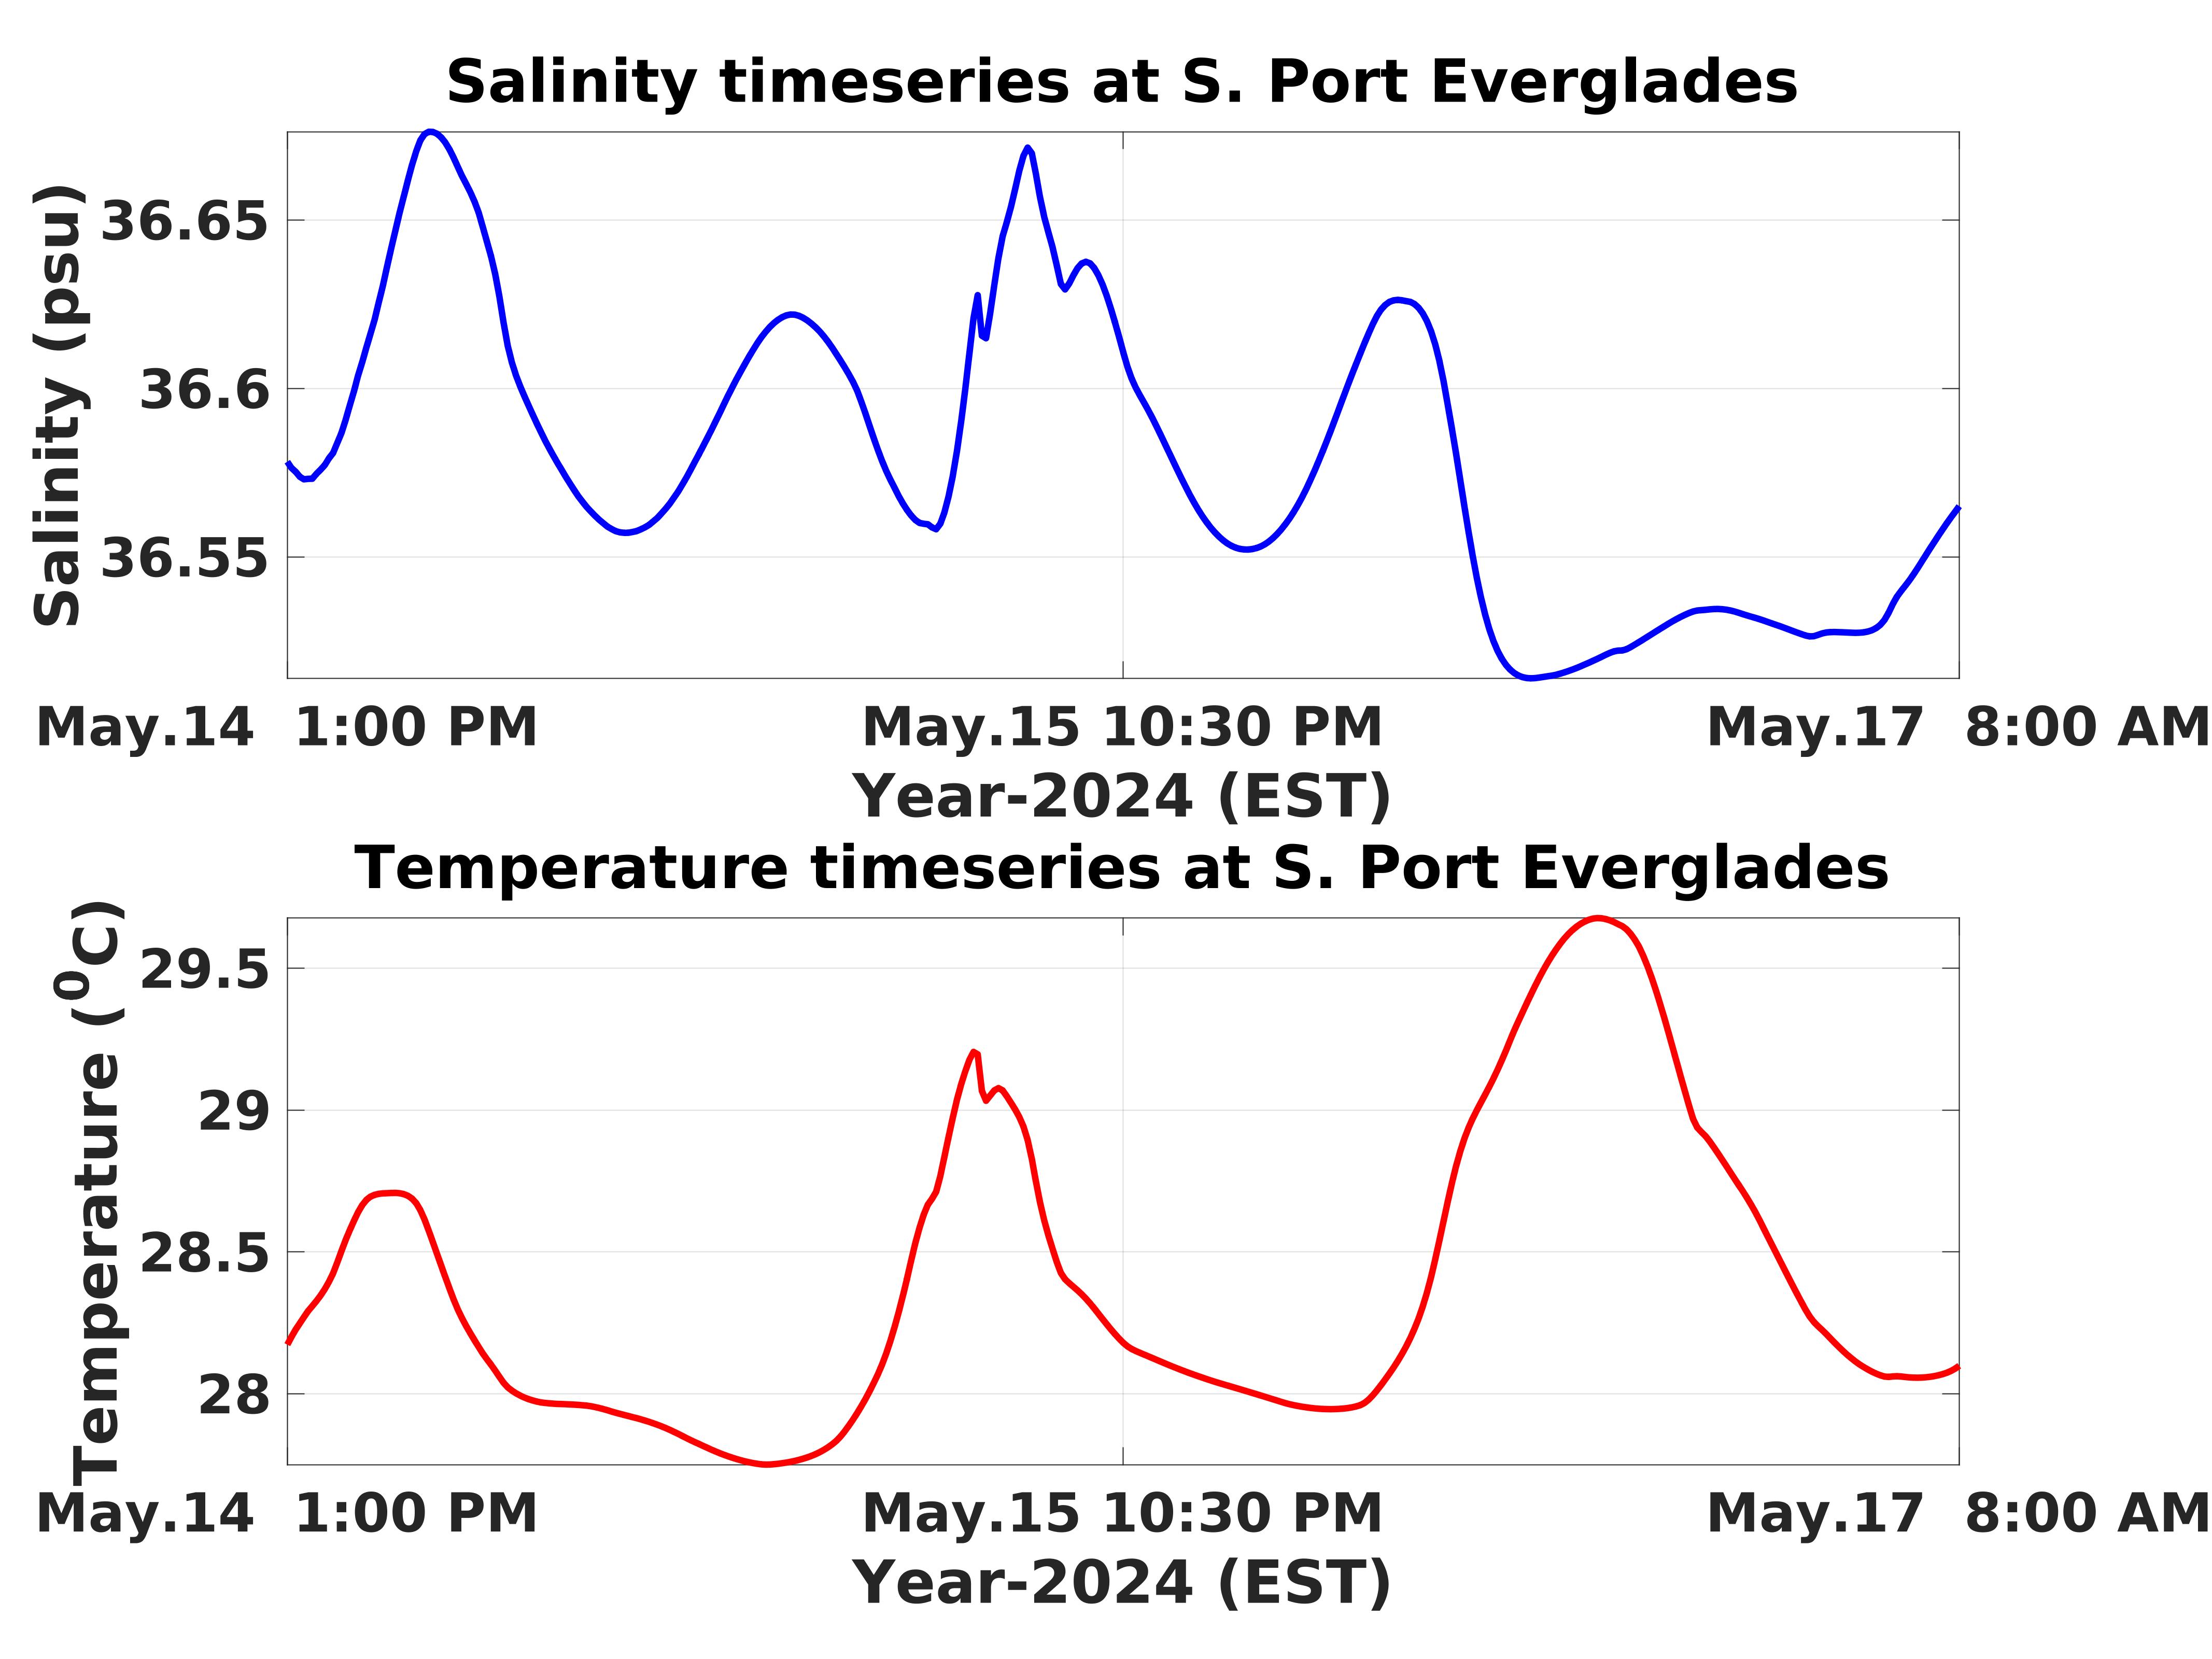 Salinity timeseries at S. Port Everglades
Salinity (psu)
36.65
36.6
36.55
May.14  1:00 PM
May.15 10:30 PM
May.17  8:00 AM
Year-2024 (EST)
Temperature timeseries at S. Port Everglades
Temperature (⁰C)
29.5
29
28.5
28
May.14  1:00 PM
May.15 10:30 PM
May.17  8:00 AM
Year-2024 (EST)